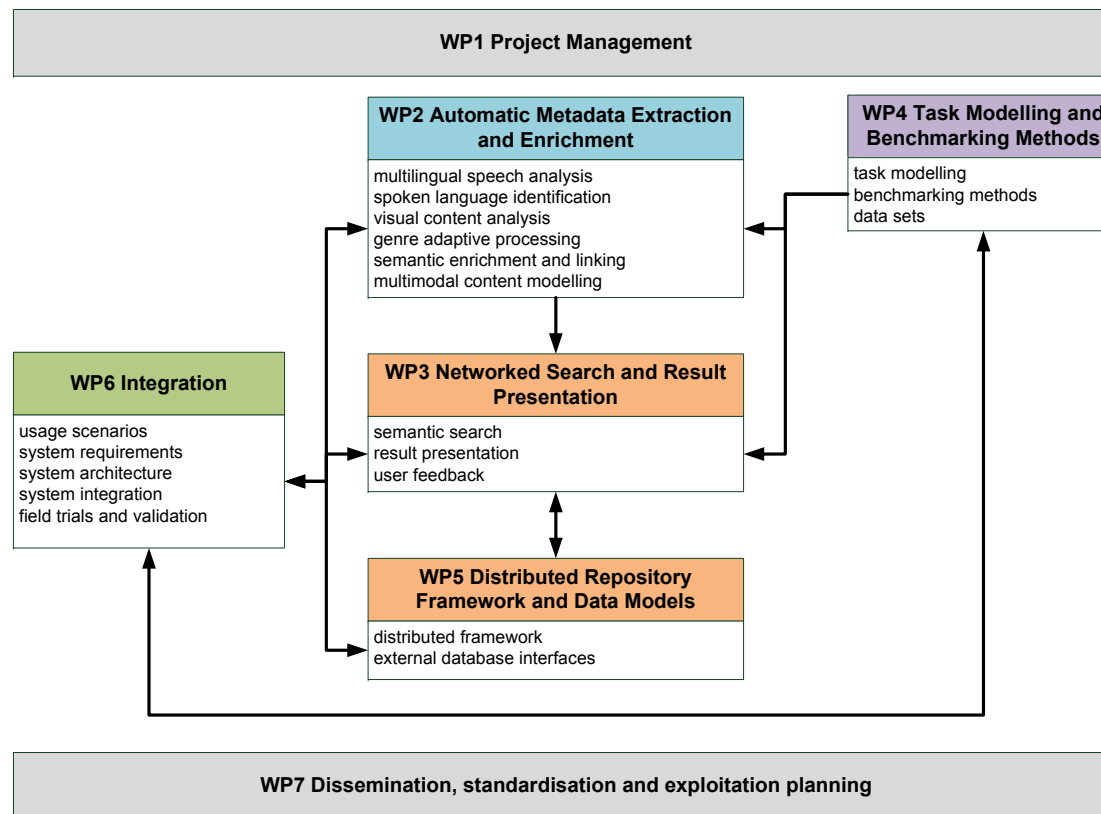 WP1 Project Management
WP2 Automatic Metadata Extraction
and Enrichment
multilingual speech analysis
spoken language identification
visual content analysis
genre adaptive processing
semantic enrichment and linking
multimodal content modelling
WP4 Task Modelling and
Benchmarking Methods
task modelling
benchmarking methods
data sets
WP6 Integration
usage scenarios
system requirements
system architecture
system integration
field trials and validation
WP3 Networked Search and Result
Presentation
semantic search
result presentation
user feedback
WP5 Distributed Repository
Framework and Data Models
distributed framework
external database interfaces
WP7 Dissemination, standardisation and exploitation planning